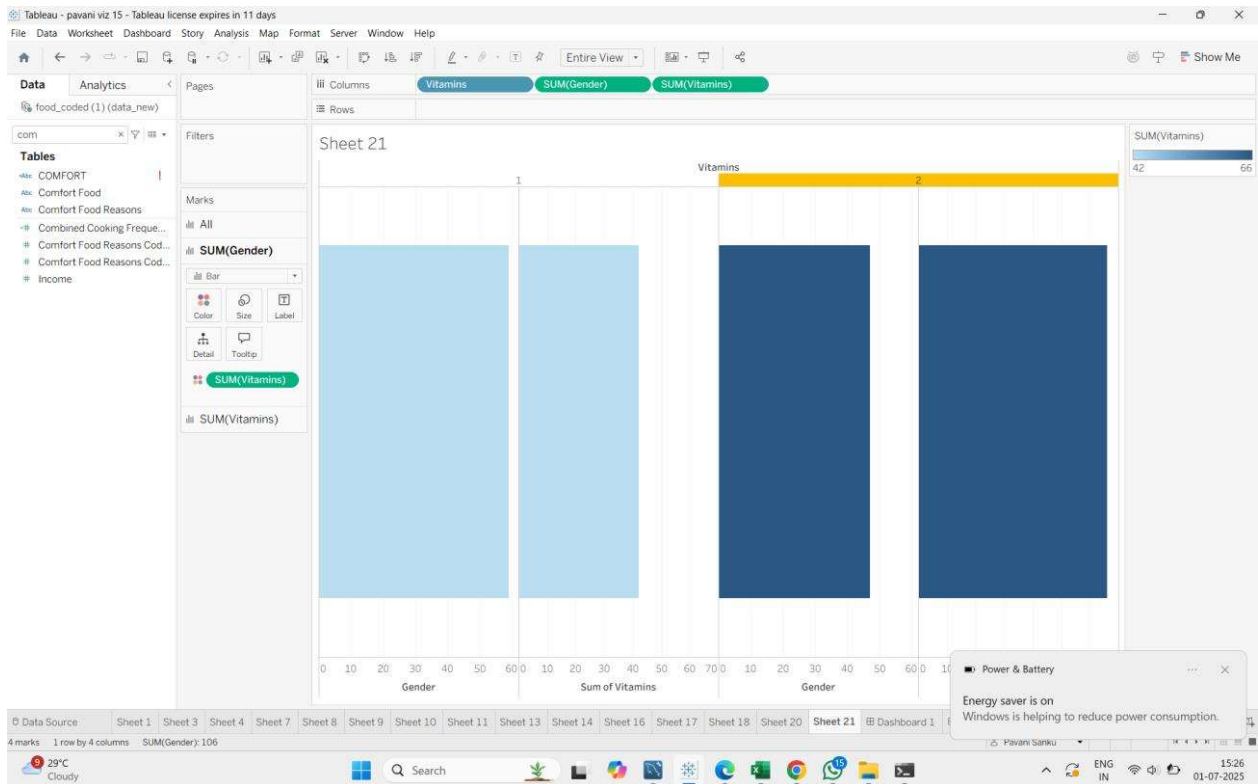 Tableau - pavani viz 15 - Tableau license expires in 11 days
File Data Worksheet Dashboard Story Analysis Map Format Server Window Help
Entire View
Show Me
Data Analytics
Pages
Columns Vitamins SUM(Gender) SUM(Vitamins)
food_coded (1) (data_new)
Rows
com
Filters
Sheet 21
SUM(Vitamins)
42 66
Tables
Abc COMFORT !
Abc Comfort Food
Abc Comfort Food Reasons
# Combined Cooking Freque...
# Comfort Food Reasons Cod...
# Comfort Food Reasons Cod...
# Income
Marks
All
SUM(Gender)
Bar
Color Size Label
Detail Tooltip
SUM(Vitamins)
SUM(Vitamins)
Vitamins
1 2
0 10 20 30 40 50 60 0 10 20 30 40 50 60 70 0 10 20 30 40 50 60 0
Gender Sum of Vitamins Gender
Power & Battery
Energy saver is on
Windows is helping to reduce power consumption.
Data Source Sheet 1 Sheet 3 Sheet 4 Sheet 7 Sheet 8 Sheet 9 Sheet 10 Sheet 11 Sheet 13 Sheet 14 Sheet 16 Sheet 17 Sheet 18 Sheet 20 Sheet 21 Dashboard 1
4 marks 1 row by 4 columns SUM(Gender): 106
Pavani Sanku
9
29°C
Cloudy
Search
15
ENG
IN
15:26